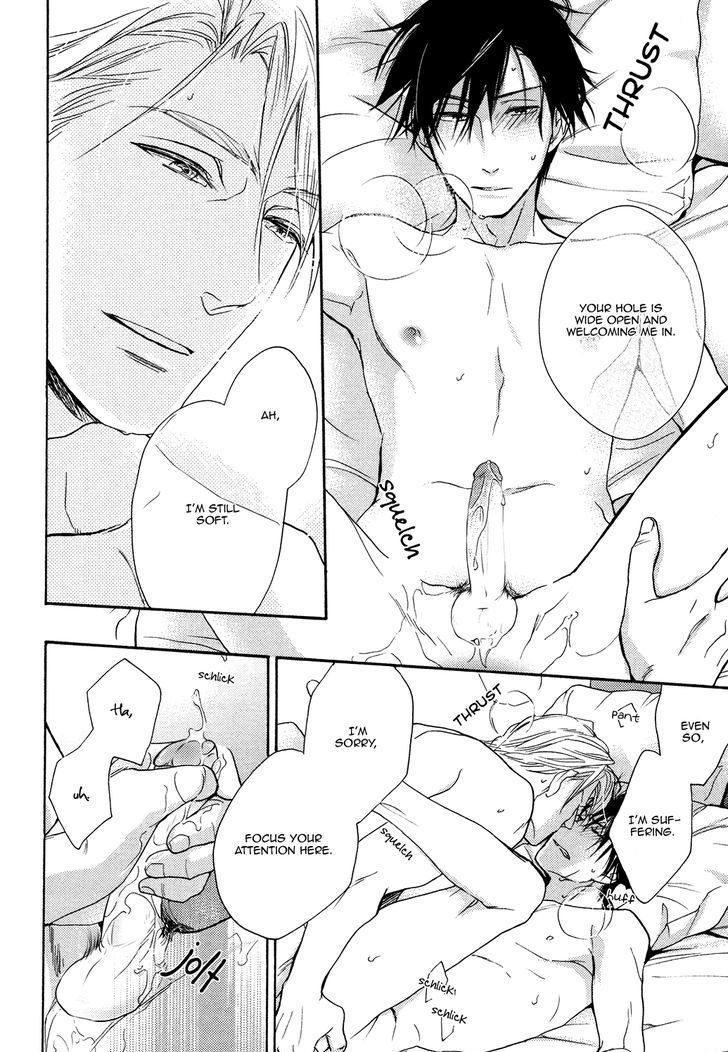 THRUST
YOUR HOLE IS
WIDE OPEN AND
WELCOMING ME IN.
AH,
I'M STILL
SOFT.
squelch
EVEN
SO,
Pant
I'M SUF-
FERING.
THRUST
I'M
SORRY,
FOCUS YOUR
ATTENTION HERE.
squelch
huff
schlick
schlick
schlick
Ha,
uh.
jolt